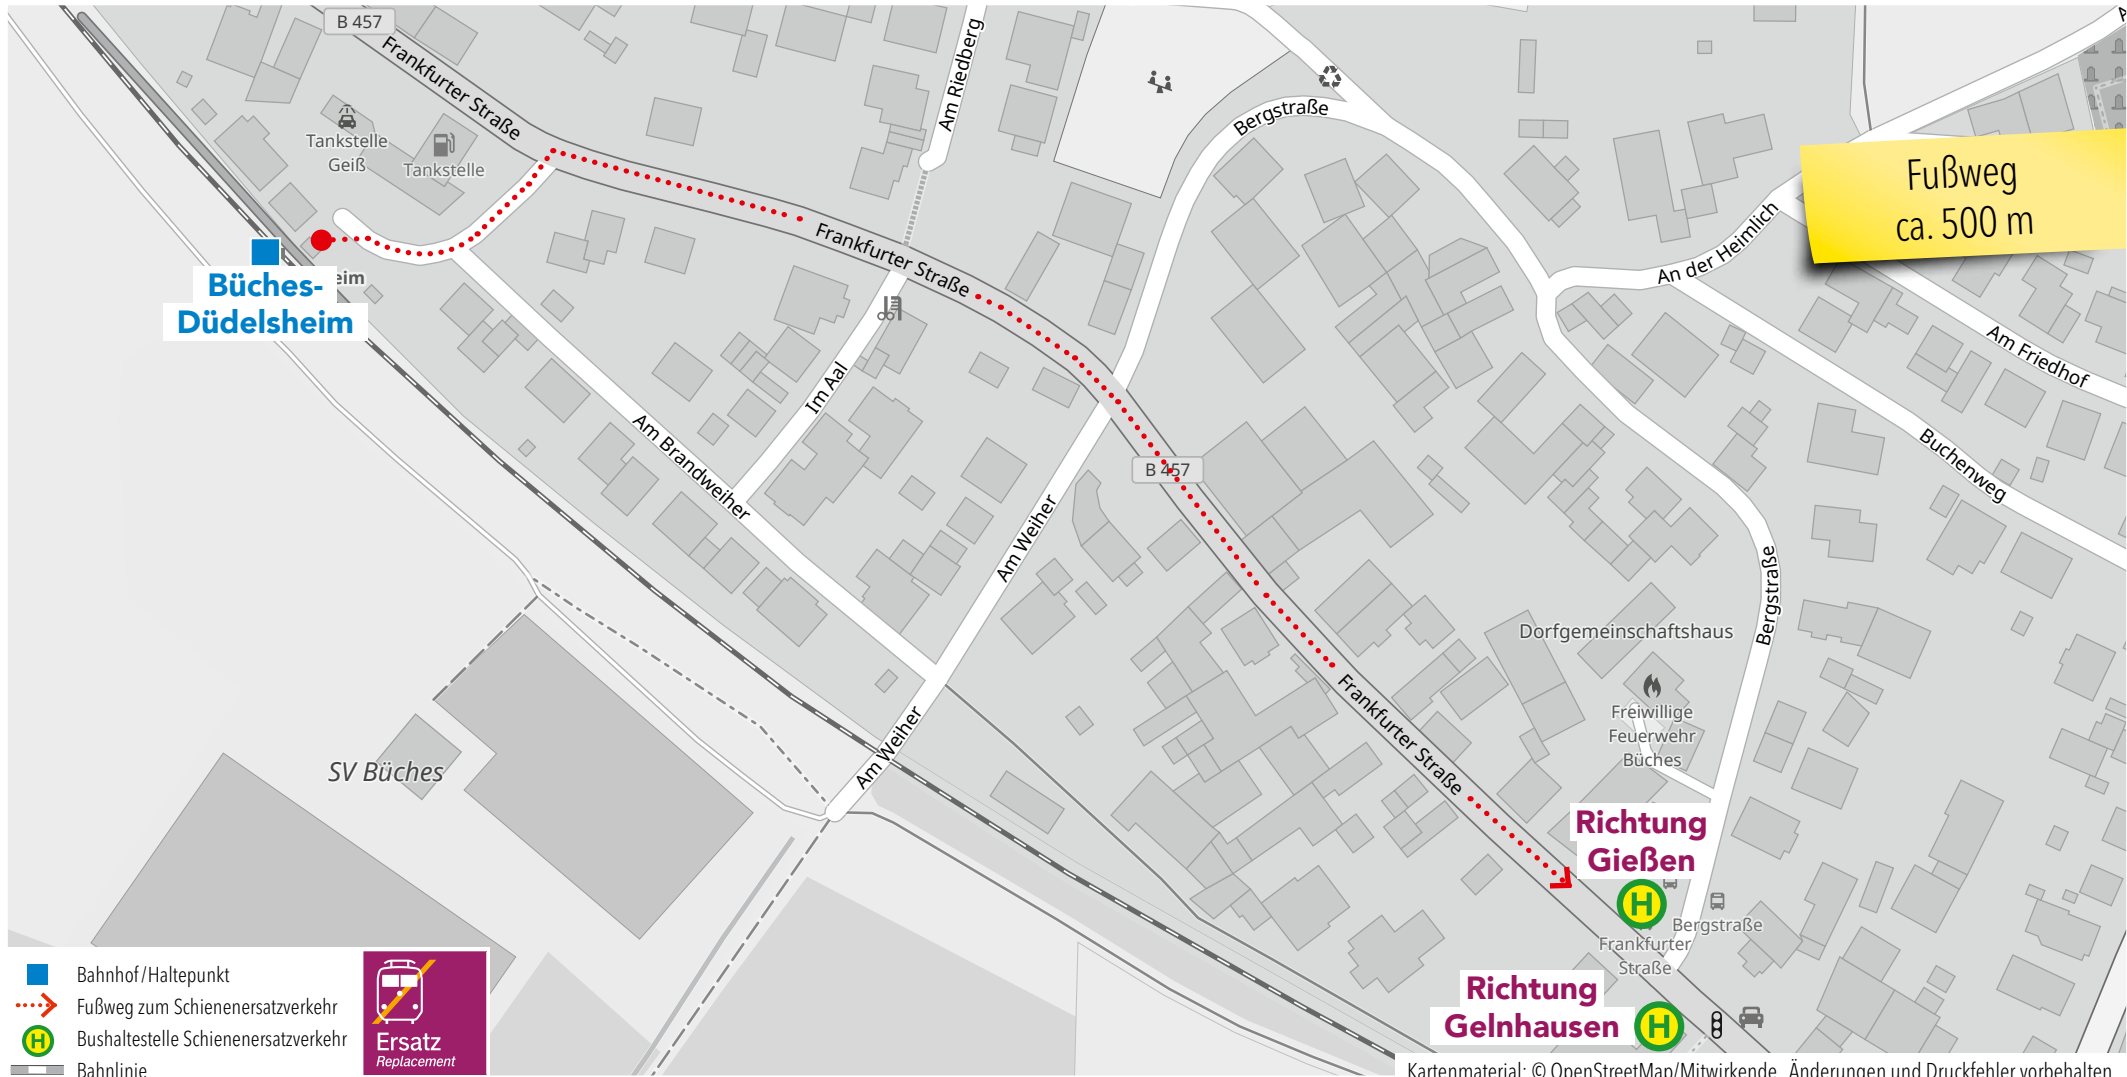 B 457
Frankfurter Straße
Am Riedberg
Bergstraße
Tankstelle
Geiß
Tankstelle
Fußweg
ca. 500 m
An der Heimlich
Frankfurter Straße
eim
Büches-
Düdelsheim
Am Friedhof
Im Aal
Am Brandweiher
Buchenweg
B 457
Am Weiher
Bergstraße
Dorfgemeinschaftshaus
Freiwillige
Feuerwehr
Büches
Frankfurter Straße
Am Weiher
SV Büches
Richtung
Gießen
H
Bergstraße
Frankfurter
Straße
Richtung
Gelnhausen
H
Bahnhof/Haltepunkt
Fußweg zum Schienenersatzverkehr
H Bushaltestelle Schienenersatzverkehr
Bahnlinie
Ersatz
Replacement
Kartenmaterial: © OpenStreetMap/Mitwirkende Änderungen und Druckfehler vorbehalten